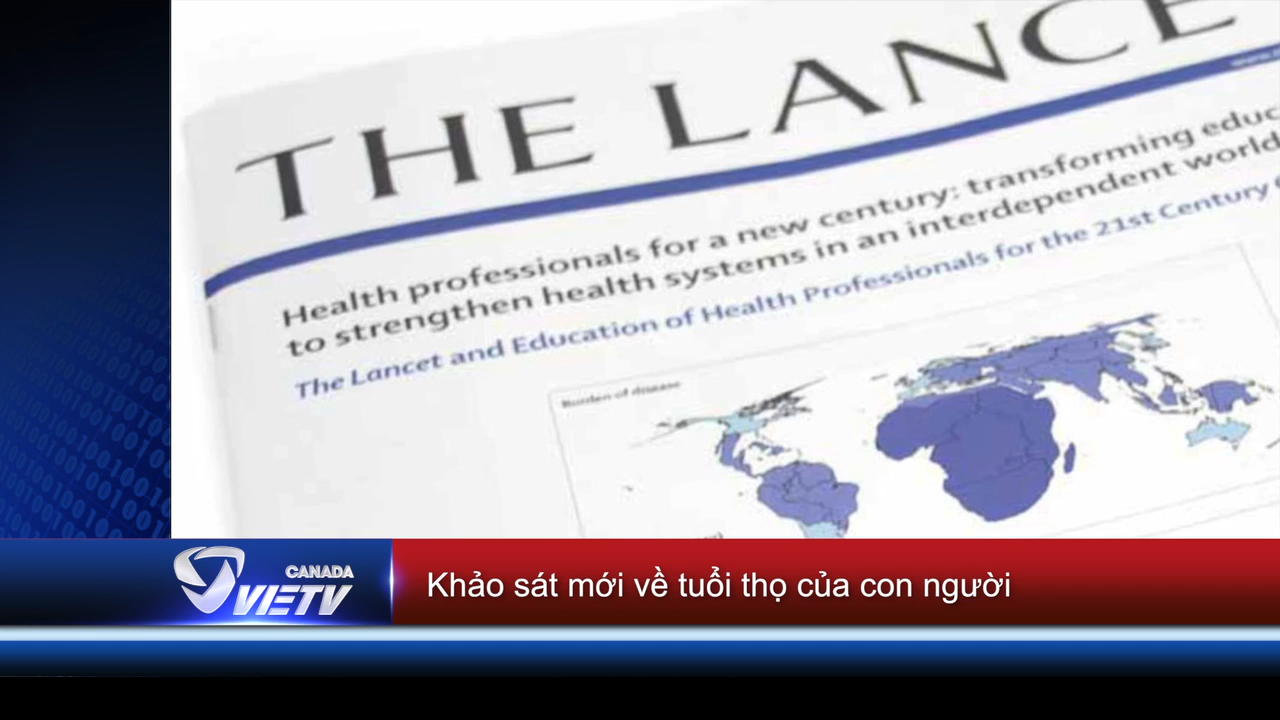 THE LANCE
Health professionals for a new century: transforming educ
to strengthen health systems in an interdependent world
The Lancet and Education of Health Professionals for the 21st Century
Burden of disease
CANADA
VIETV
Khảo sát mới về tuổi thọ của con người